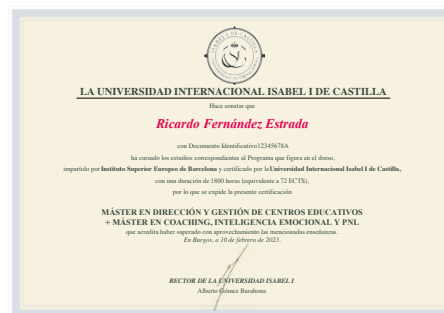 ISABEL I DE CASTILLA
LA UNIVERSIDAD INTERNACIONAL ISABEL I DE CASTILLA
Hace constar que
Ricardo Fernández Estrada
con Documento Identificativo12345678A
ha cursado los estudios correspondientes al Programa que figura en el dorso,
impartido por Instituto Superior Europeo de Barcelona y certificado por la Universidad Internacional Isabel I de Castilla,
con una duración de 1800 horas (equivalente a 72 ECTS),
por lo que se expide la presente certificación
MÁSTER EN DIRECCIÓN Y GESTIÓN DE CENTROS EDUCATIVOS
+ MÁSTER EN COACHING, INTELIGENCIA EMOCIONAL Y PNL
que acredita haber superado con aprovechamiento las mencionadas enseñanzas.
En Burgos, a 10 de febrero de 2023.
RECTOR DE LA UNIVERSIDAD ISABEL I
Alberto Gómez Barahona